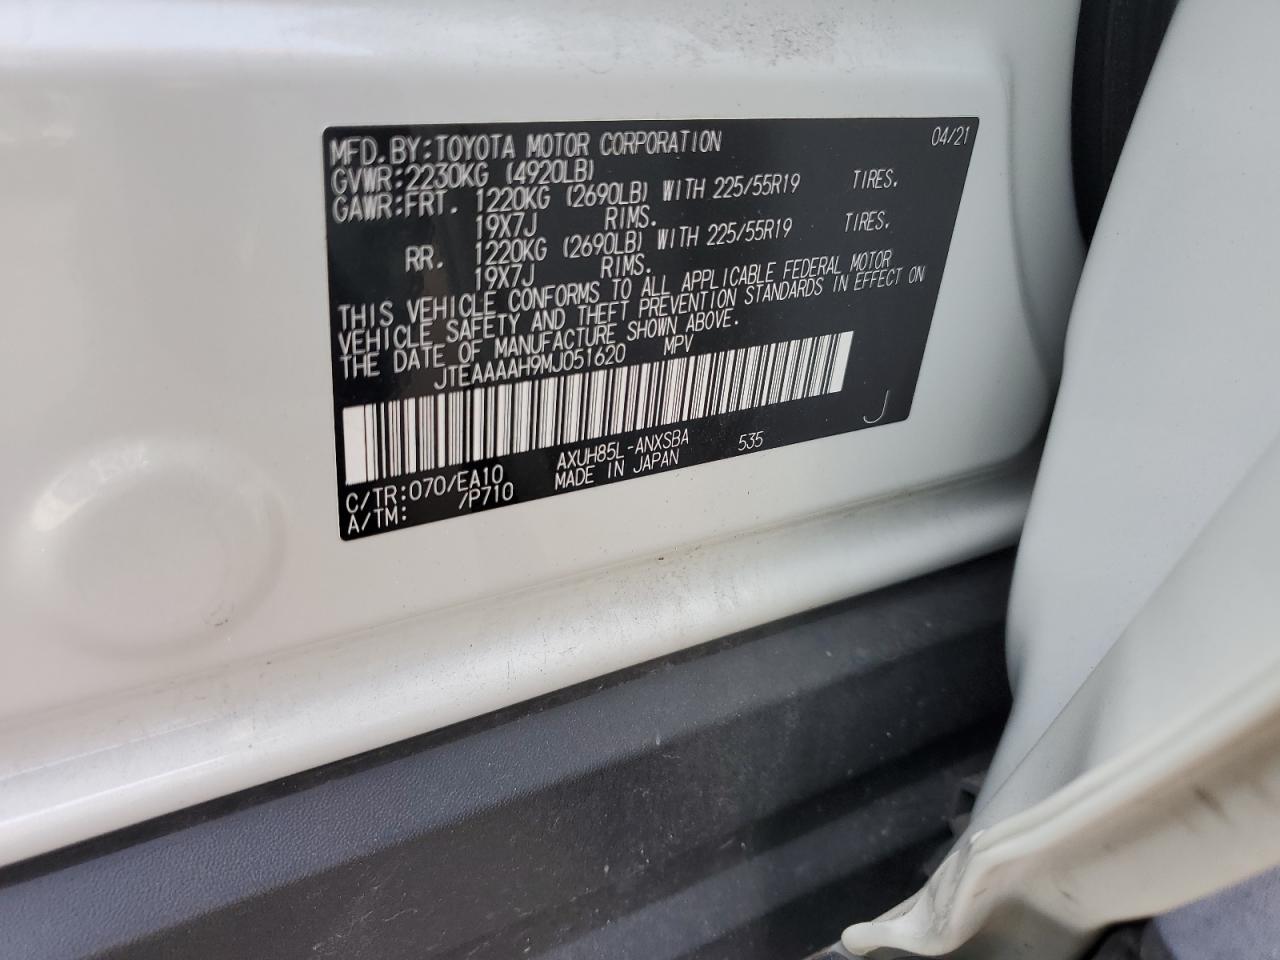 MFD.BY:TOYOTA MOTOR CORPORATION 04/21
GVWR:2230KG (4920LB)
GAWR:FRT. 1220KG (2690LB) WITH 225/55R19 TIRES.
19X7J RIMS.
RR. 1220KG (2690LB) WITH 225/55R19 TIRES.
19X7J RIMS.
THIS VEHICLE CONFORMS TO ALL APPLICABLE FEDERAL MOTOR
VEHICLE SAFETY AND THEFT PREVENTION STANDARDS IN EFFECT ON
THE DATE OF MANUFACTURE SHOWN ABOVE.
JTEAAAAH9MJ051620 MPV
C/TR:070/EA10 AXUH85L-ANXSBA 535 J
A/TM: /P710 MADE IN JAPAN